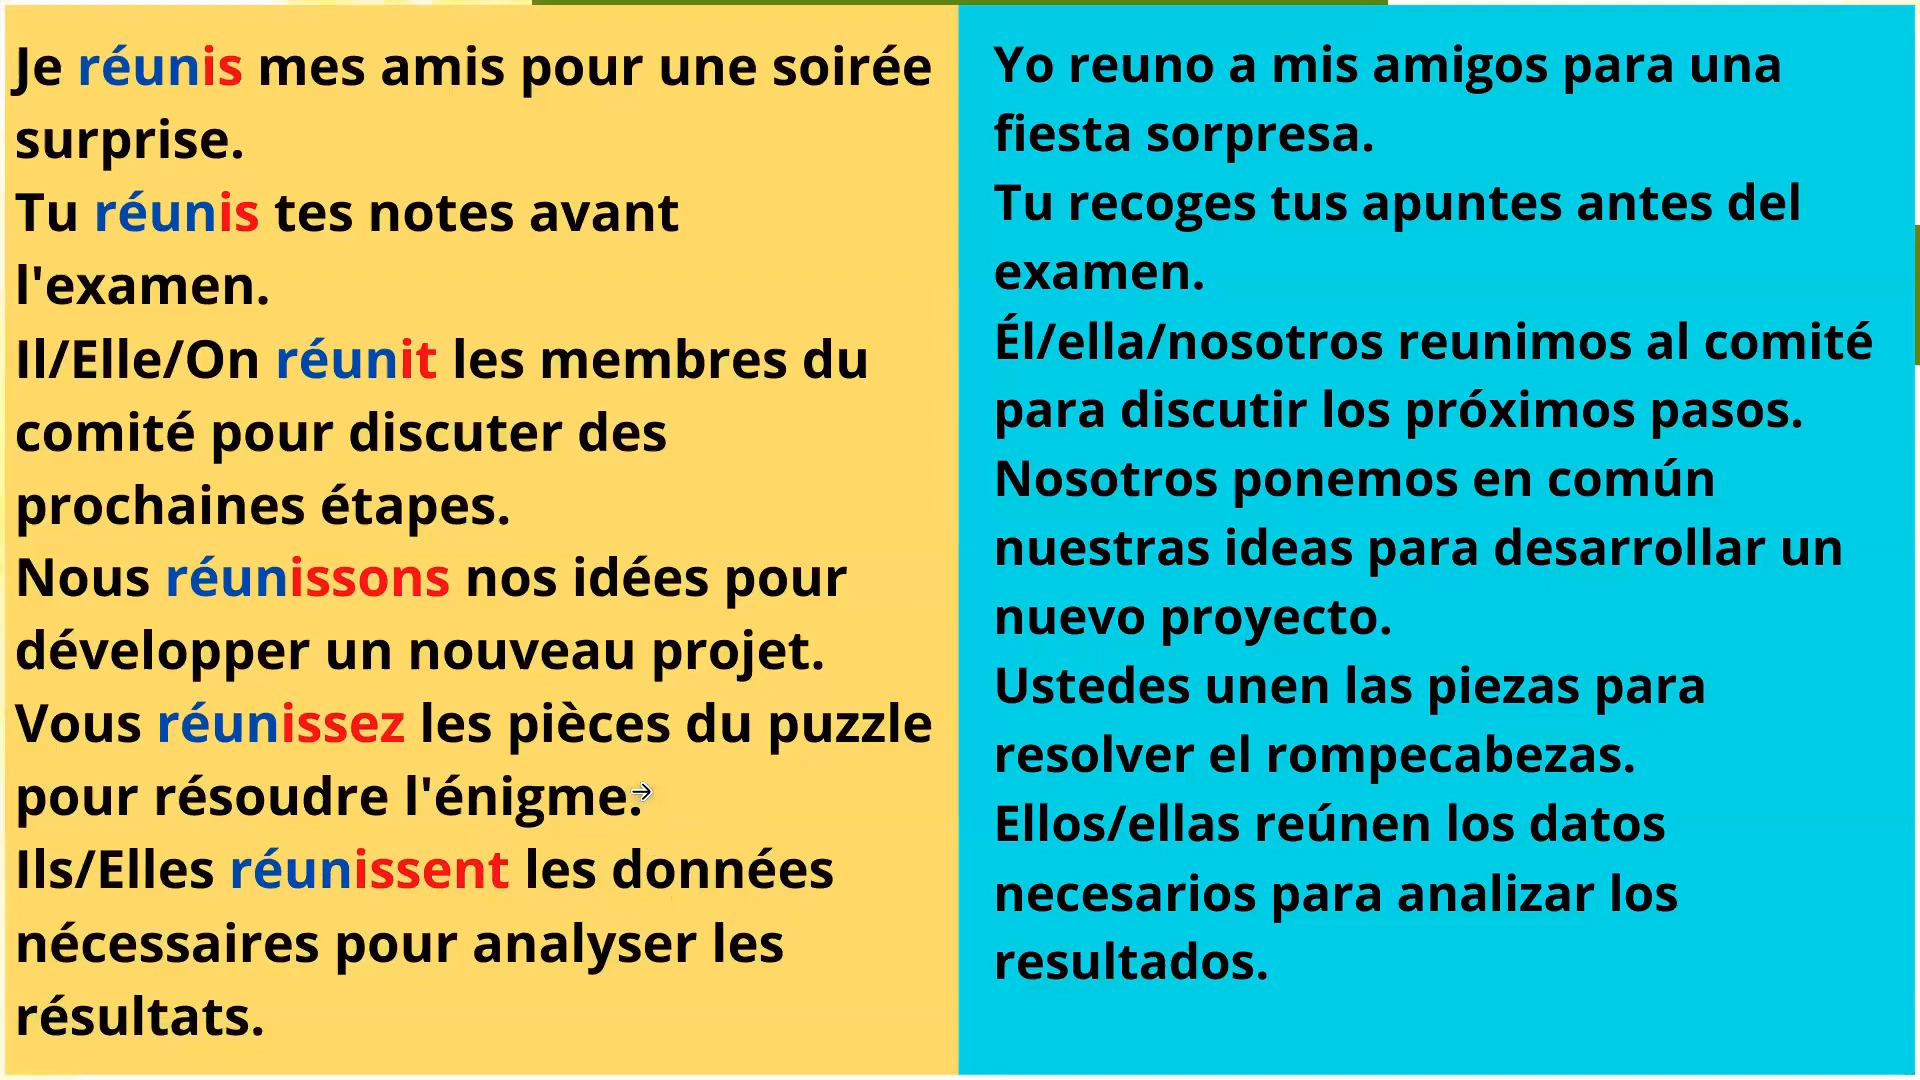 Je réunis mes amis pour une soirée
surprise.
Tu réunis tes notes avant
l'examen.
Il/Elle/On réunit les membres du
comité pour discuter des
prochaines étapes.
Nous réunissons nos idées pour
développer un nouveau projet.
Vous réunissez les pièces du puzzle
pour résoudre l'énigme.
Ils/Elles réunissent les données
nécessaires pour analyser les
résultats.
Yo reuno a mis amigos para una
fiesta sorpresa.
Tu recoges tus apuntes antes del
examen.
Él/ella/nosotros reunimos al comité
para discutir los próximos pasos.
Nosotros ponemos en común
nuestras ideas para desarrollar un
nuevo proyecto.
Ustedes unen las piezas para
resolver el rompecabezas.
Ellos/ellas reúnen los datos
necesarios para analizar los
resultados.